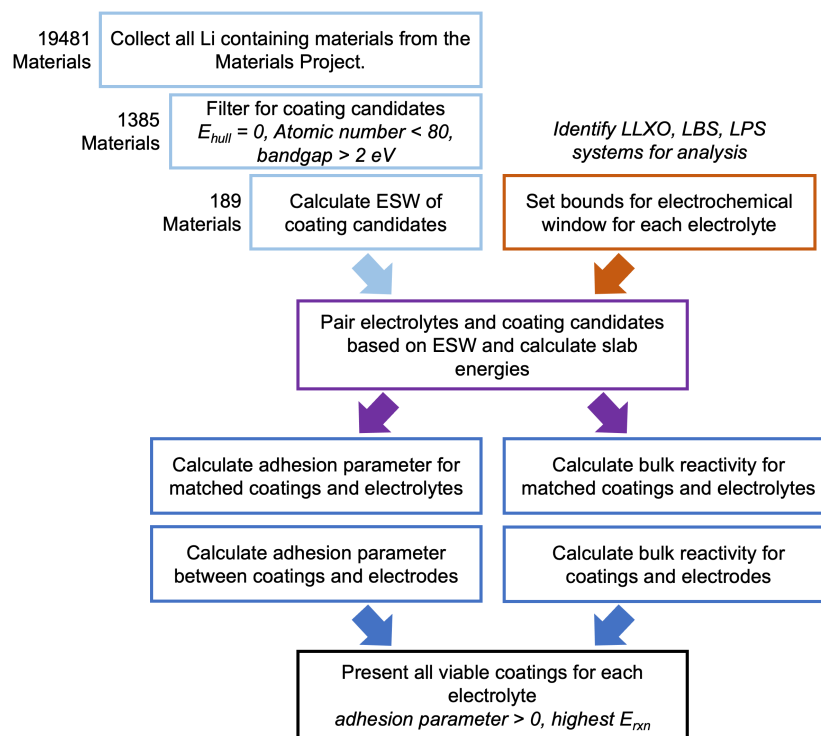 19481
Materials
Collect all Li containing materials from the
Materials Project.
1385
Materials
Filter for coating candidates
E_hull = 0, Atomic number < 80,
bandgap > 2 eV
Identify LLXO, LBS, LPS
systems for analysis
189
Materials
Calculate ESW of
coating candidates
Set bounds for electrochemical
window for each electrolyte
Pair electrolytes and coating candidates
based on ESW and calculate slab
energies
Calculate adhesion parameter for
matched coatings and electrolytes
Calculate bulk reactivity for
matched coatings and electrolytes
Calculate adhesion parameter
between coatings and electrodes
Calculate bulk reactivity for
coatings and electrodes
Present all viable coatings for each
electrolyte
adhesion parameter > 0, highest E_rxn